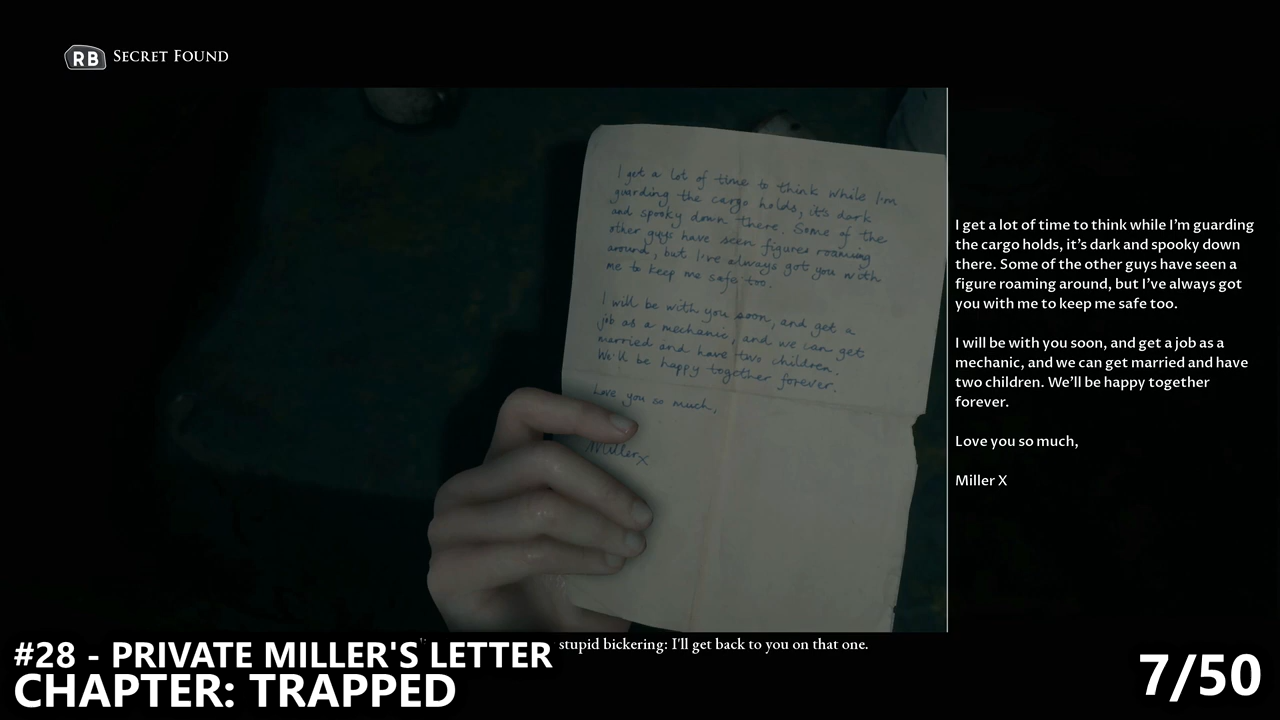 RB SECRET FOUND
I get a lot of time to think while I'm
guarding the cargo holds, it's dark
and spooky down there. Some of the
other guys have seen figures roaming
around, but I've always got you with
me to keep me safe too.
I will be with you soon, and get a
job as a mechanic, and we can get
married and have two children.
We'll be happy together forever.
Love you so much,
Miller x
I get a lot of time to think while I'm guarding
the cargo holds, it's dark and spooky down
there. Some of the other guys have seen a
figure roaming around, but I've always got
you with me to keep me safe too.
I will be with you soon, and get a job as a
mechanic, and we can get married and have
two children. We'll be happy together
forever.
Love you so much,
Miller X
stupid bickering: I'll get back to you on that one.
#28 - PRIVATE MILLER'S LETTER
CHAPTER: TRAPPED
7/50